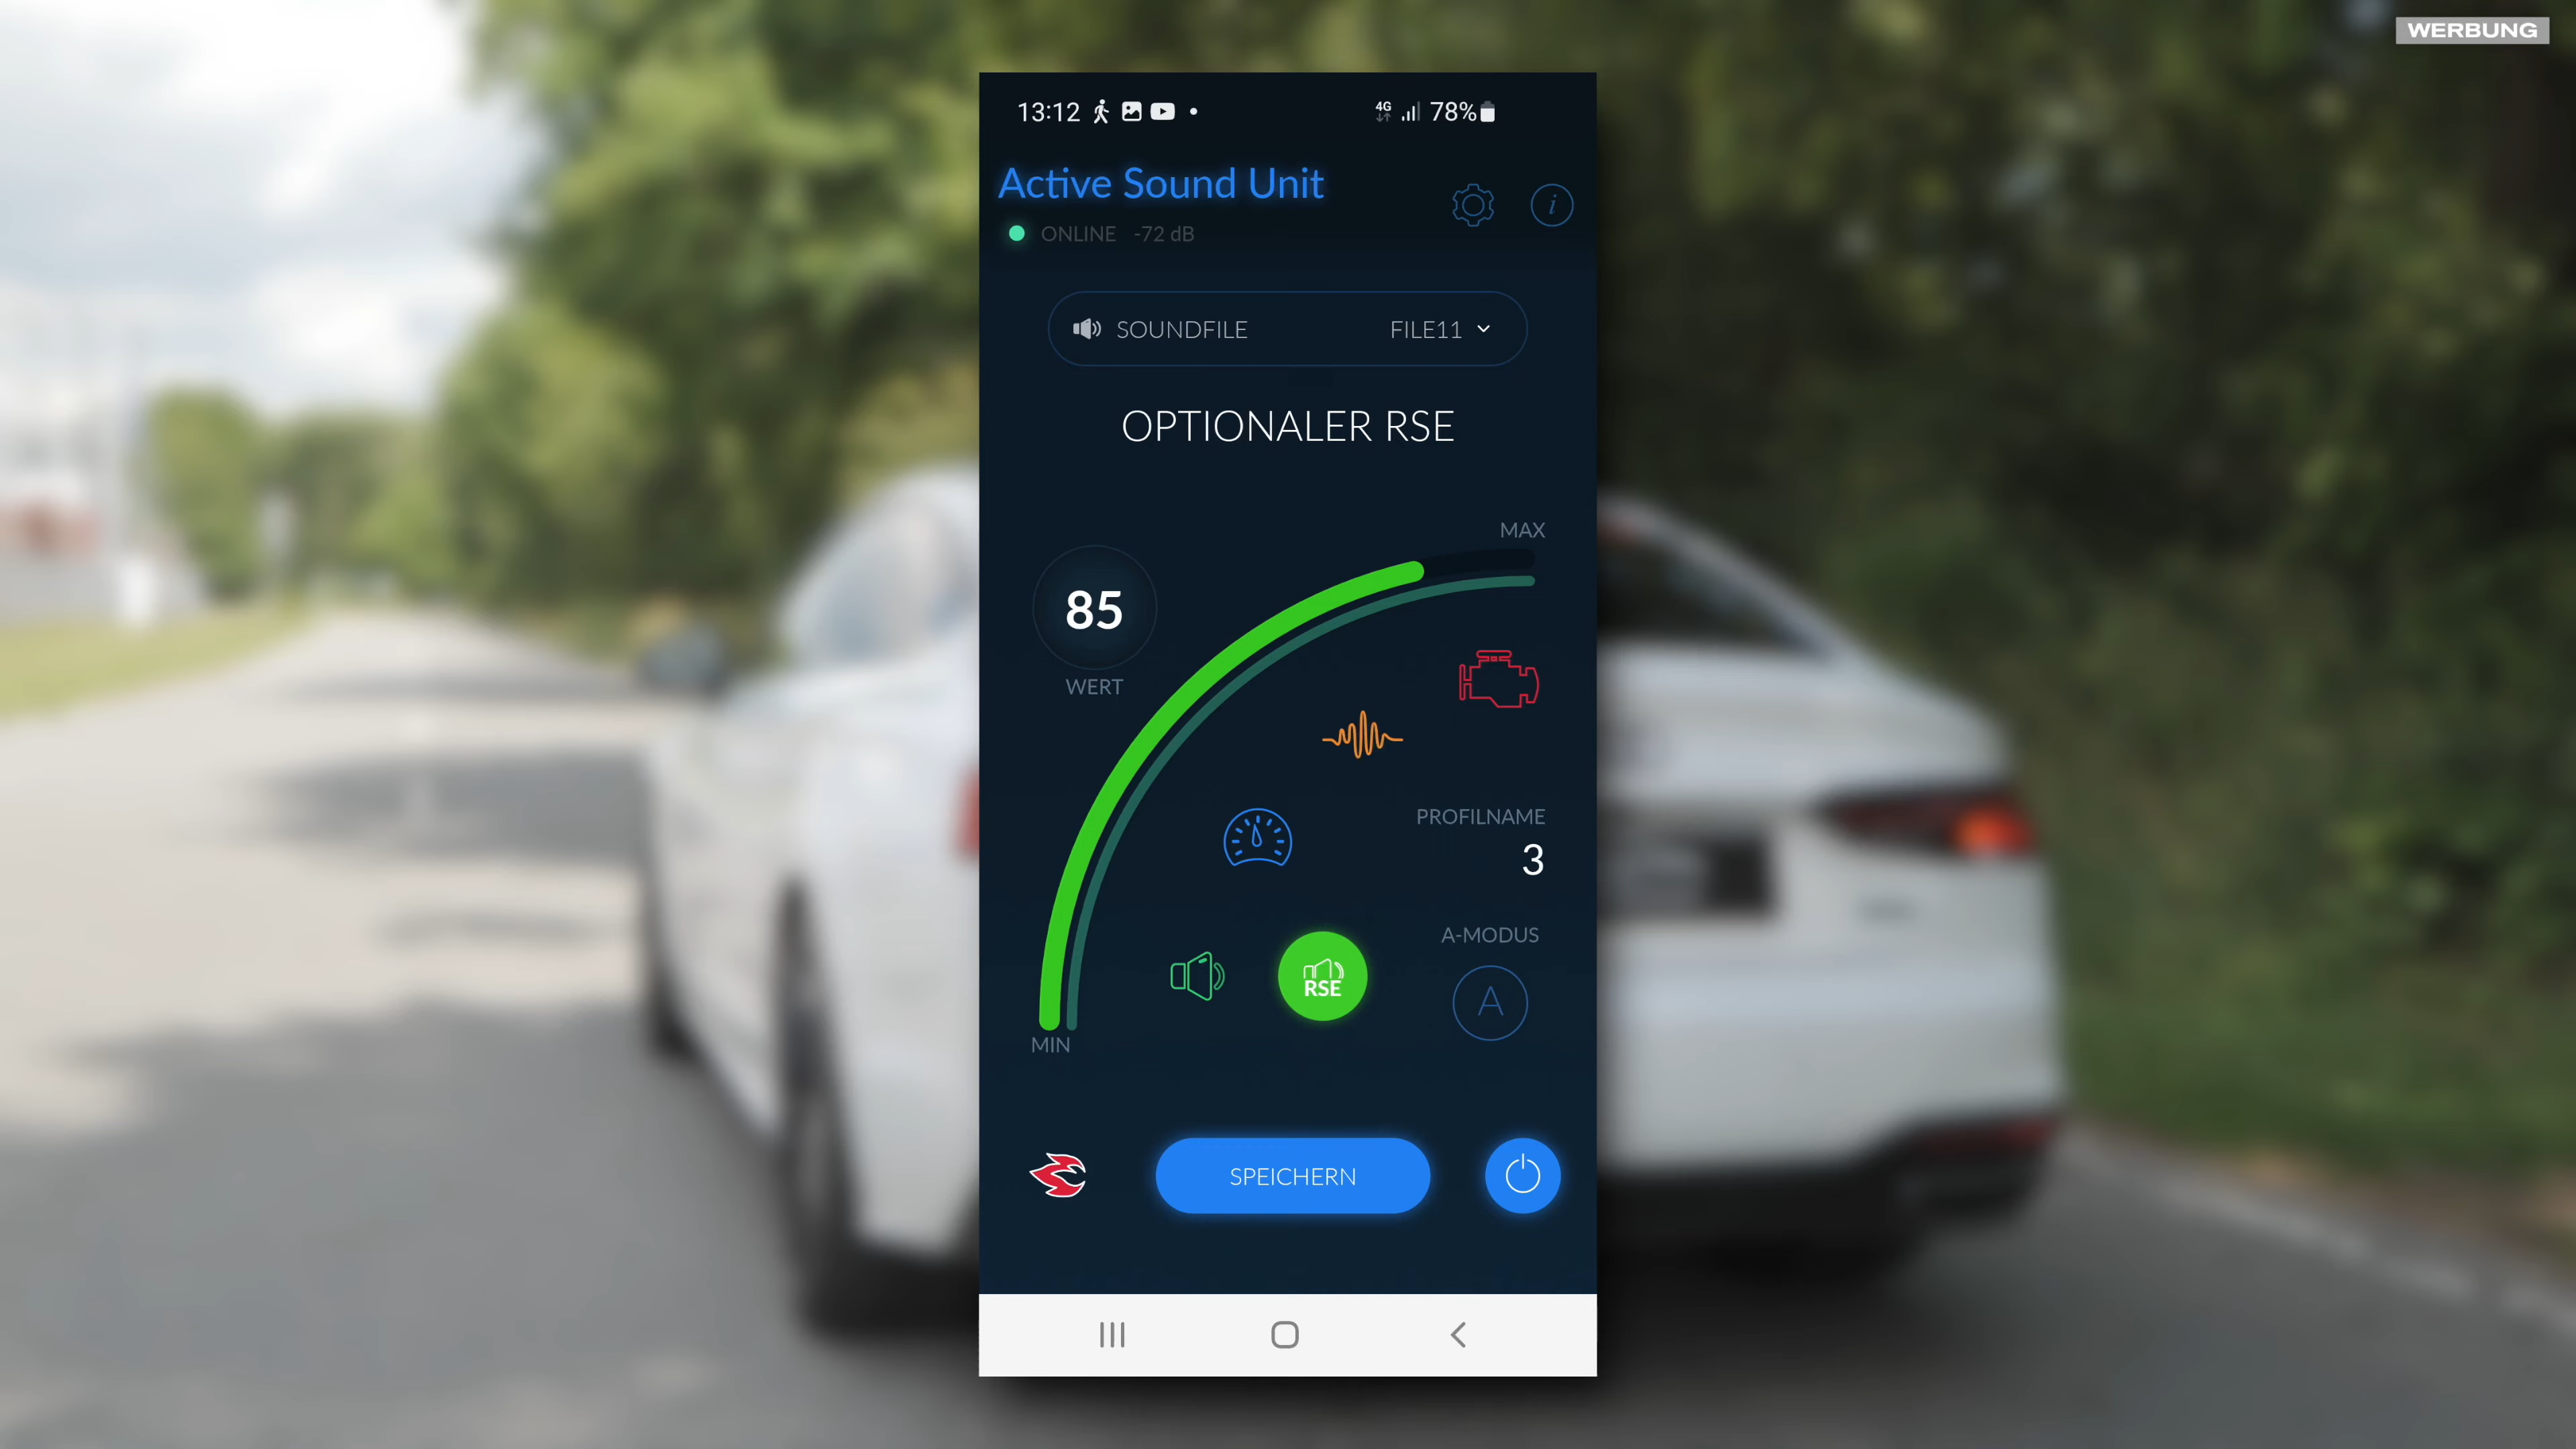 WERBUNG
13:12
4G 78%
Active Sound Unit
ONLINE -72 dB
SOUNDFILE FILE11
OPTIONALER RSE
MAX
85
WERT
PROFILNAME
3
A-MODUS
A
RSE
MIN
SPEICHERN